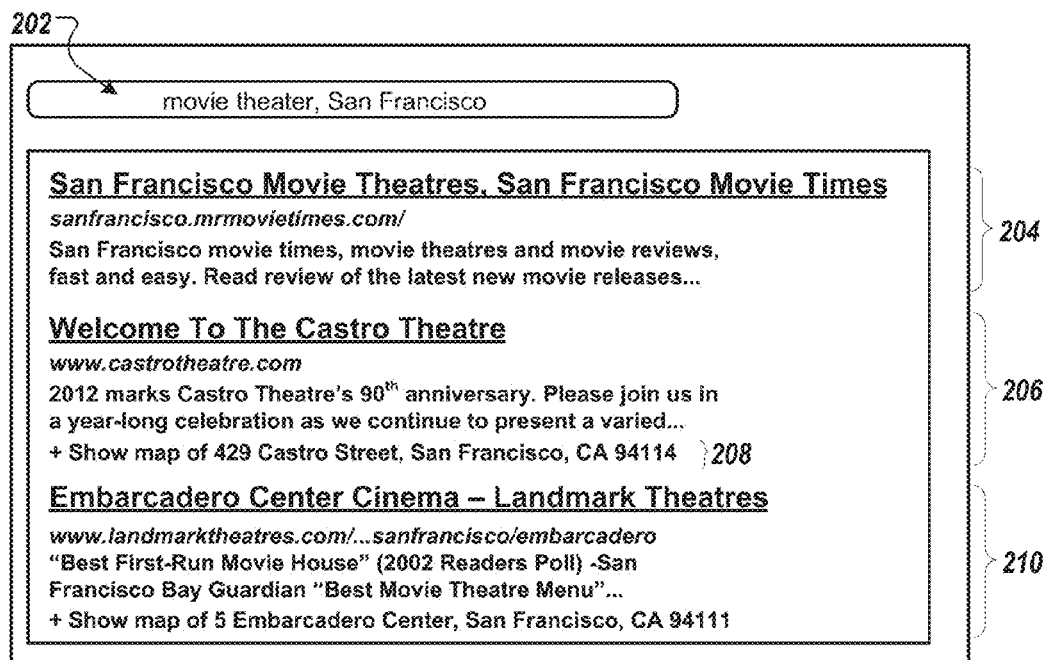 202
movie theater, San Francisco
San Francisco Movie Theatres, San Francisco Movie Times
sanfrancisco.mrmovietimes.com/
San Francisco movie times, movie theatres and movie reviews,
fast and easy. Read review of the latest new movie releases...
204
Welcome To The Castro Theatre
www.castrotheatre.com
2012 marks Castro Theatre's 90th anniversary. Please join us in
a year-long celebration as we continue to present a varied...
206
+ Show map of 429 Castro Street, San Francisco, CA 94114 208
Embarcadero Center Cinema – Landmark Theatres
www.landmarktheatres.com/...sanfrancisco/embarcadero
“Best First-Run Movie House” (2002 Readers Poll) -San
Francisco Bay Guardian “Best Movie Theatre Menu”...
210
+ Show map of 5 Embarcadero Center, San Francisco, CA 94111